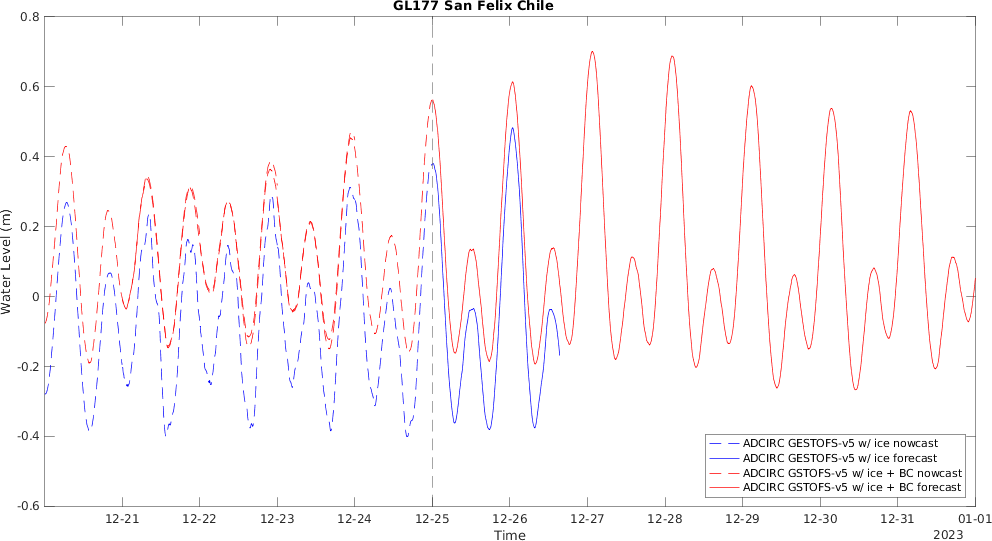 GL177 San Felix Chile
0.8
0.6
0.4
0.2
0
-0.2
-0.4
-0.6
Water Level (m)
12-21 12-22 12-23 12-24 12-25 12-26 12-27 12-28 12-29 12-30 12-31 01-01
Time
2023
ADCIRC GESTOFS-v5 w/ ice nowcast
ADCIRC GESTOFS-v5 w/ ice forecast
ADCIRC GSTOFS-v5 w/ ice + BC nowcast
ADCIRC GSTOFS-v5 w/ ice + BC forecast